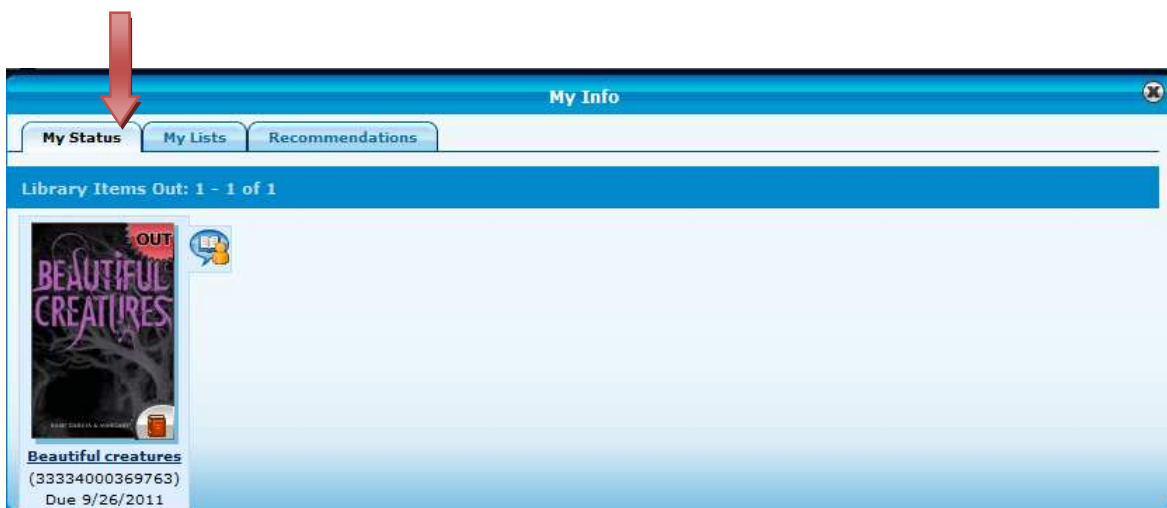 My Info
My Status My Lists Recommendations
Library Items Out: 1 - 1 of 1
OUT
BEAUTIFUL
CREATURES
Beautiful creatures
(33334000369763)
Due 9/26/2011